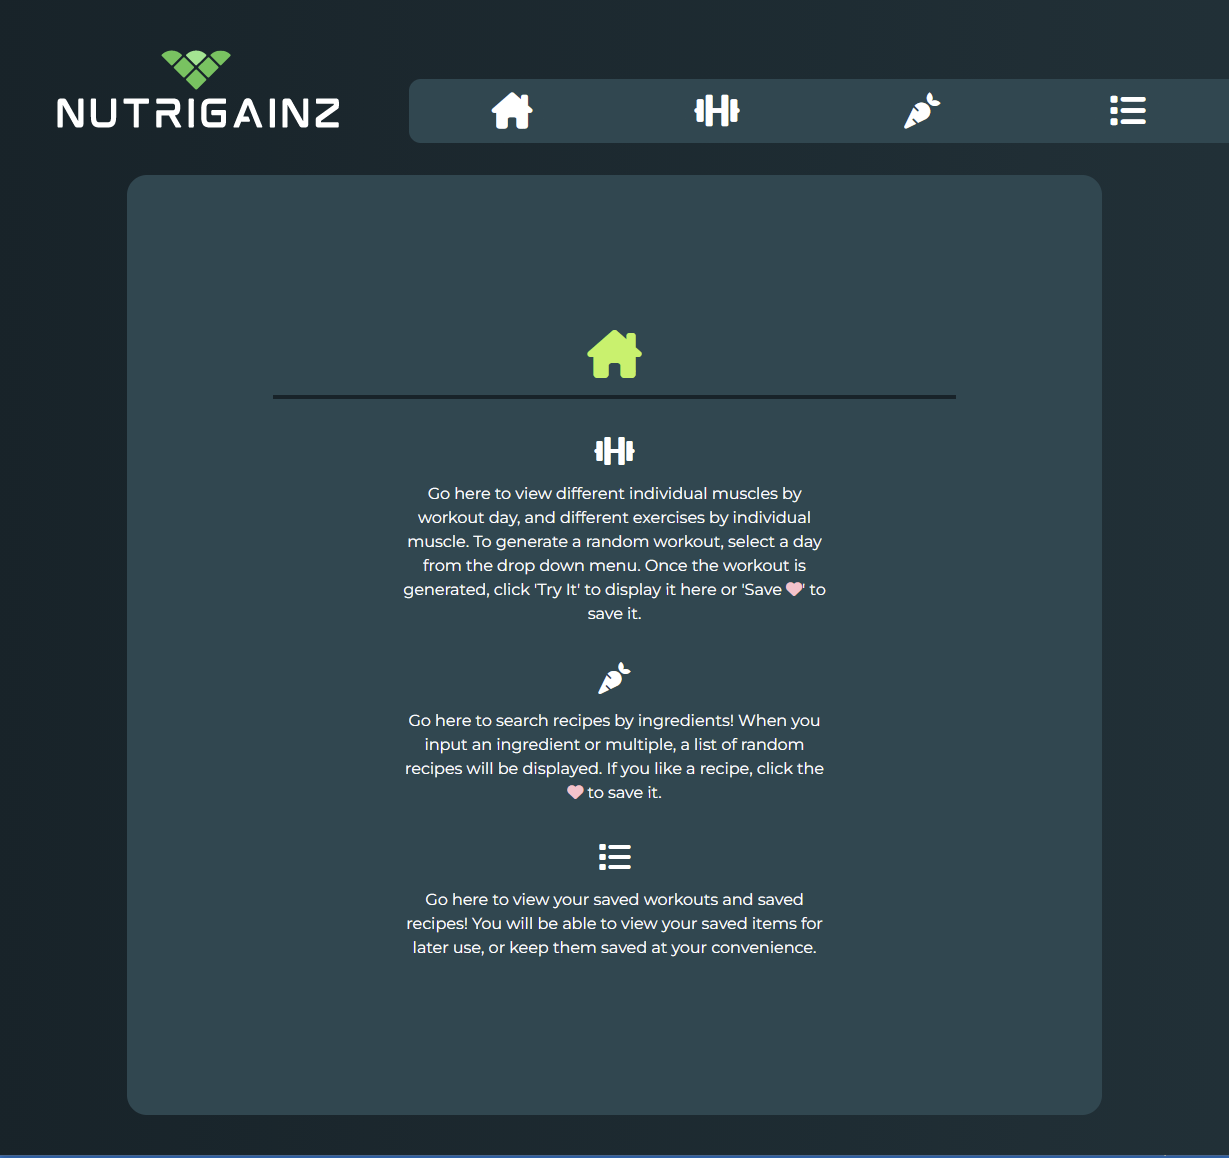 NUTRIGAINZ
Go here to view different individual muscles by
workout day, and different exercises by individual
muscle. To generate a random workout, select a day
from the drop down menu. Once the workout is
generated, click 'Try It' to display it here or 'Save ' to
save it.
Go here to search recipes by ingredients! When you
input an ingredient or multiple, a list of random
recipes will be displayed. If you like a recipe, click the
to save it.
Go here to view your saved workouts and saved
recipes! You will be able to view your saved items for
later use, or keep them saved at your convenience.